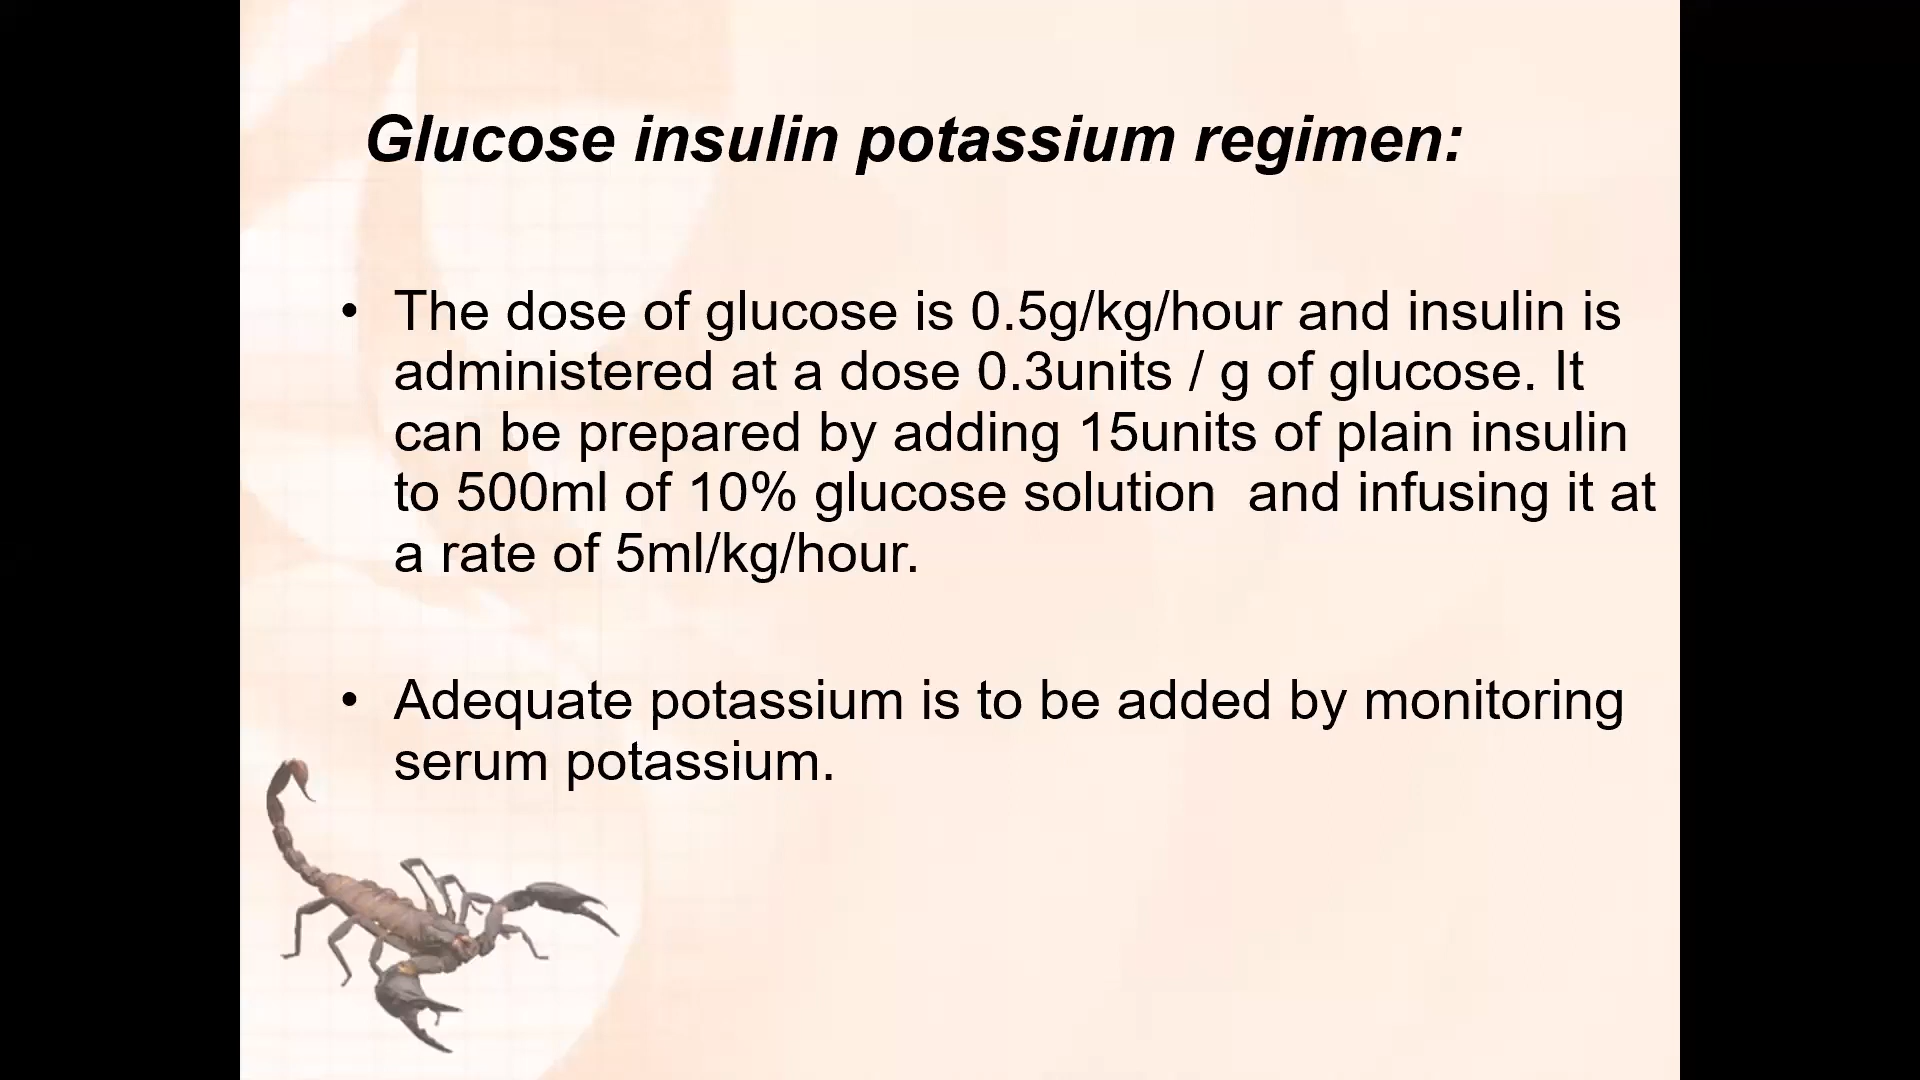 Glucose insulin potassium regimen:
• The dose of glucose is 0.5g/kg/hour and insulin is
administered at a dose 0.3units / g of glucose. It
can be prepared by adding 15units of plain insulin
to 500ml of 10% glucose solution  and infusing it at
a rate of 5ml/kg/hour.
• Adequate potassium is to be added by monitoring
serum potassium.